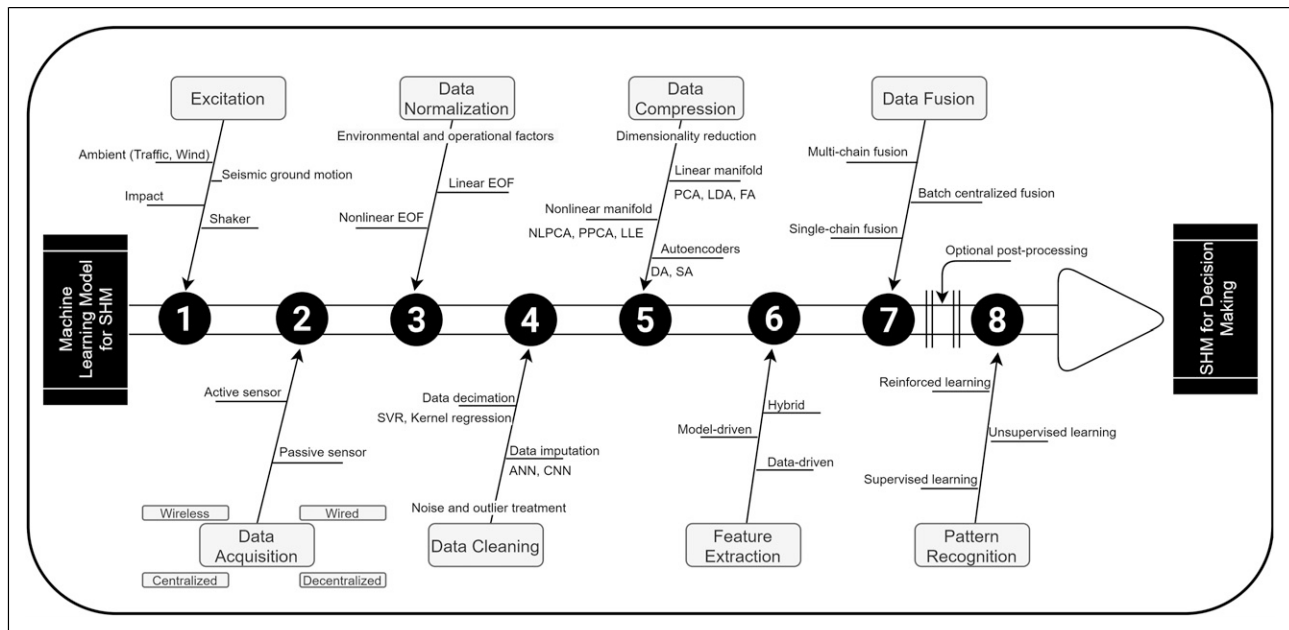 Excitation
Data
Normalization
Data
Compression
Data Fusion
Environmental and operational factors
Dimensionality reduction
Ambient (Traffic, Wind)
Seismic ground motion
Impact
Shaker
Linear EOF
Nonlinear EOF
Linear manifold
PCA, LDA, FA
Nonlinear manifold
NLPCA, PPCA, LLE
Autoencoders
DA, SA
Multi-chain fusion
Batch centralized fusion
Single-chain fusion
Optional post-processing
Machine
Learning Model
for SHM
1
2
3
4
5
6
7
8
SHM for Decision
Making
Active sensor
Passive sensor
Wireless
Wired
Data
Acquisition
Centralized
Decentralized
Data decimation
SVR, Kernel regression
Data imputation
ANN, CNN
Noise and outlier treatment
Data Cleaning
Hybrid
Model-driven
Data-driven
Feature
Extraction
Reinforced learning
Unsupervised learning
Supervised learning
Pattern
Recognition